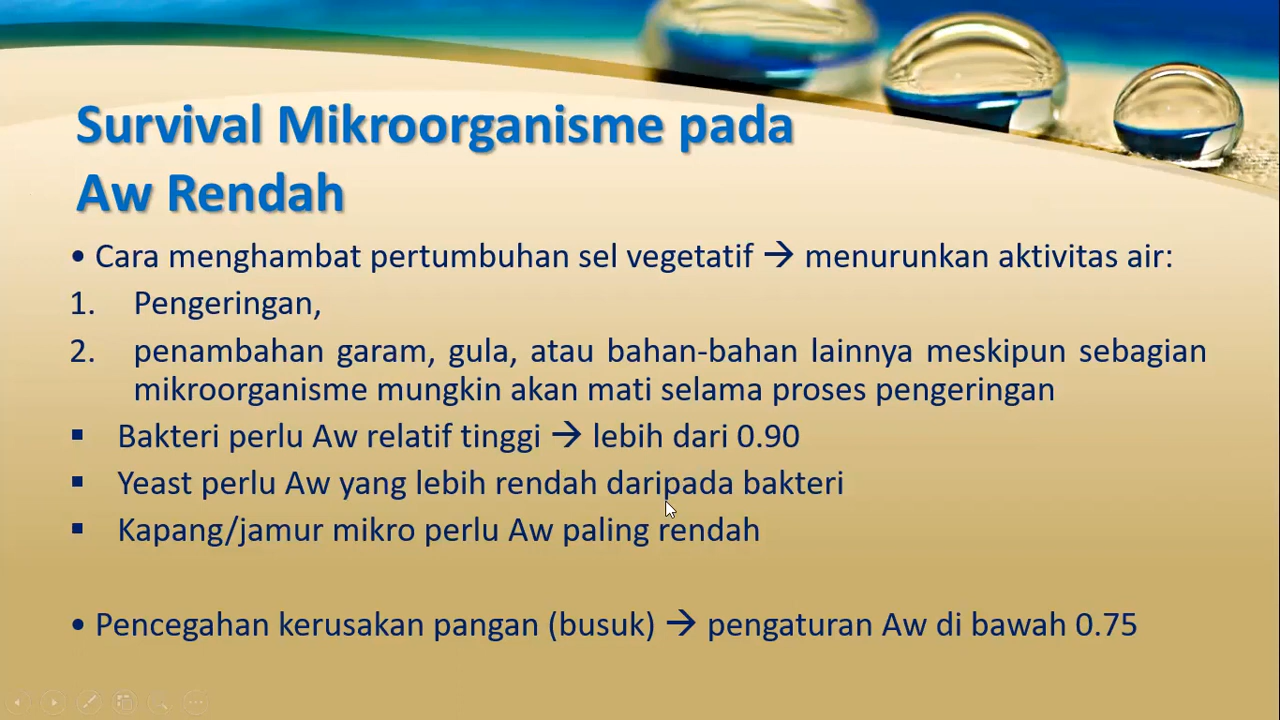 Survival Mikroorganisme pada
Aw Rendah
• Cara menghambat pertumbuhan sel vegetatif → menurunkan aktivitas air:
1. Pengeringan,
2. penambahan garam, gula, atau bahan-bahan lainnya meskipun sebagian
mikroorganisme mungkin akan mati selama proses pengeringan
▪ Bakteri perlu Aw relatif tinggi → lebih dari 0.90
▪ Yeast perlu Aw yang lebih rendah daripada bakteri
▪ Kapang/jamur mikro perlu Aw paling rendah
• Pencegahan kerusakan pangan (busuk) → pengaturan Aw di bawah 0.75